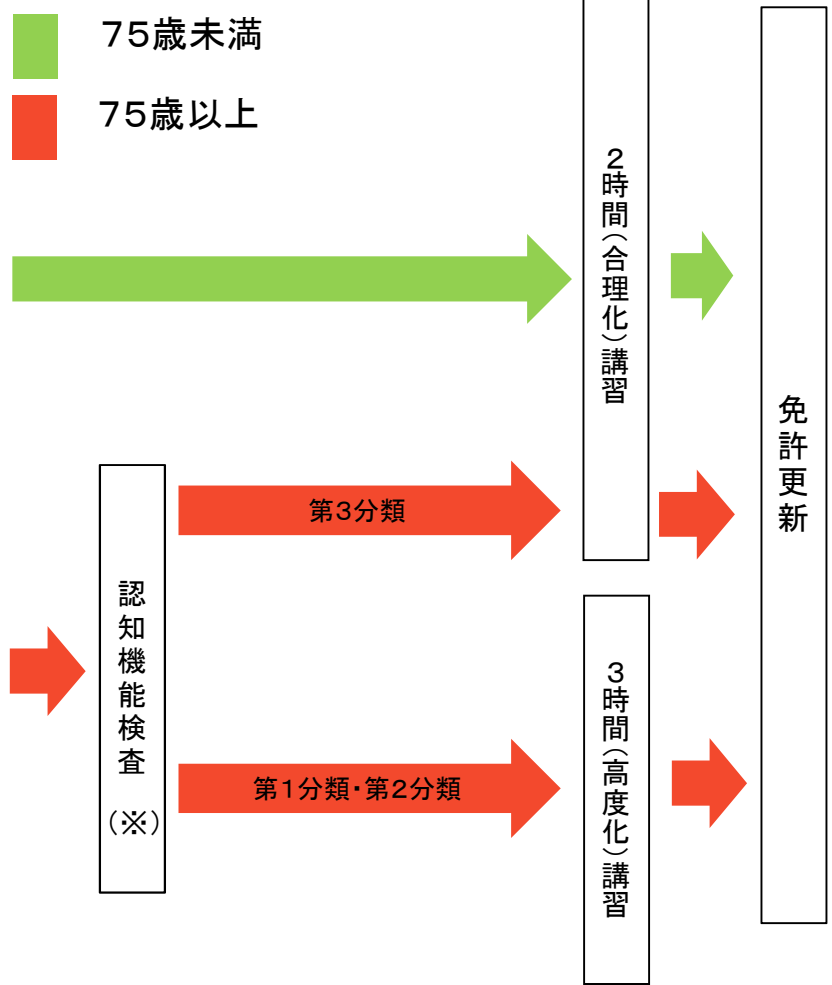 75歳未満
75歳以上
2時間(合理化)講習
免許更新
第3分類
認知機能検査
(※)
第1分類・第2分類
3時間(高度化)講習